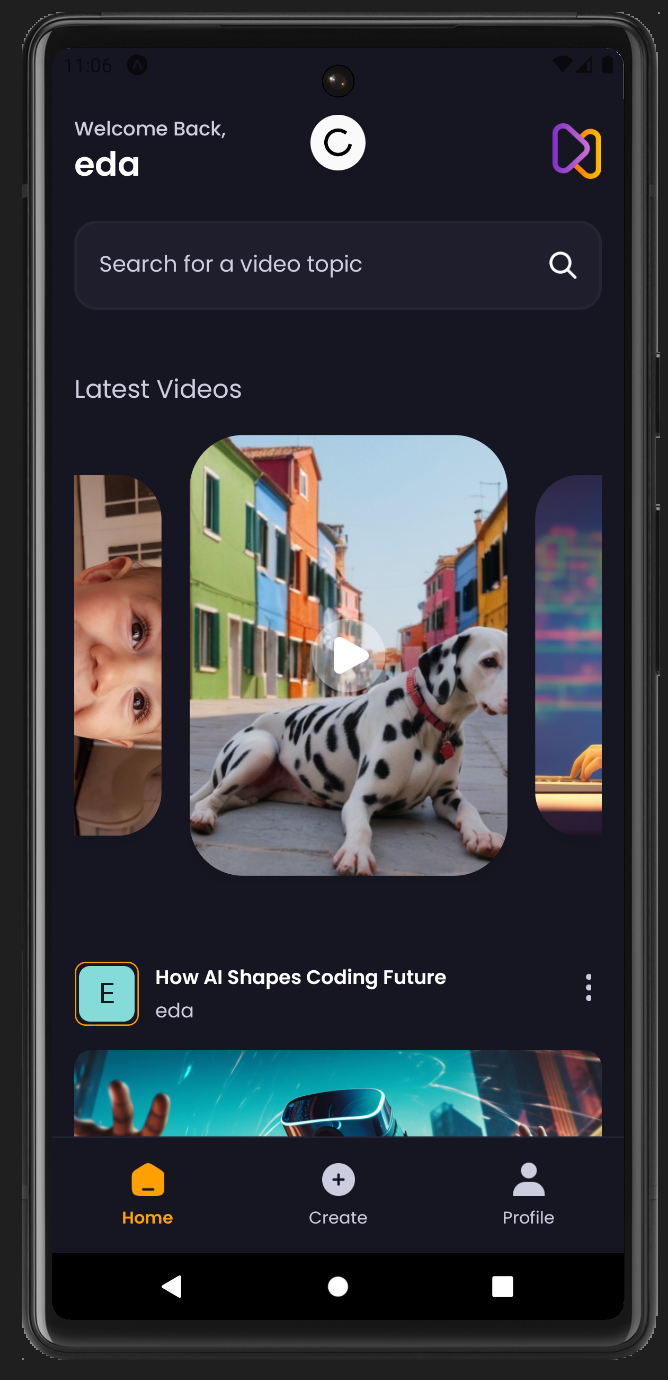 11:06
Welcome Back,
eda
Search for a video topic
Latest Videos
E
How AI Shapes Coding Future
eda
Home
Create
Profile